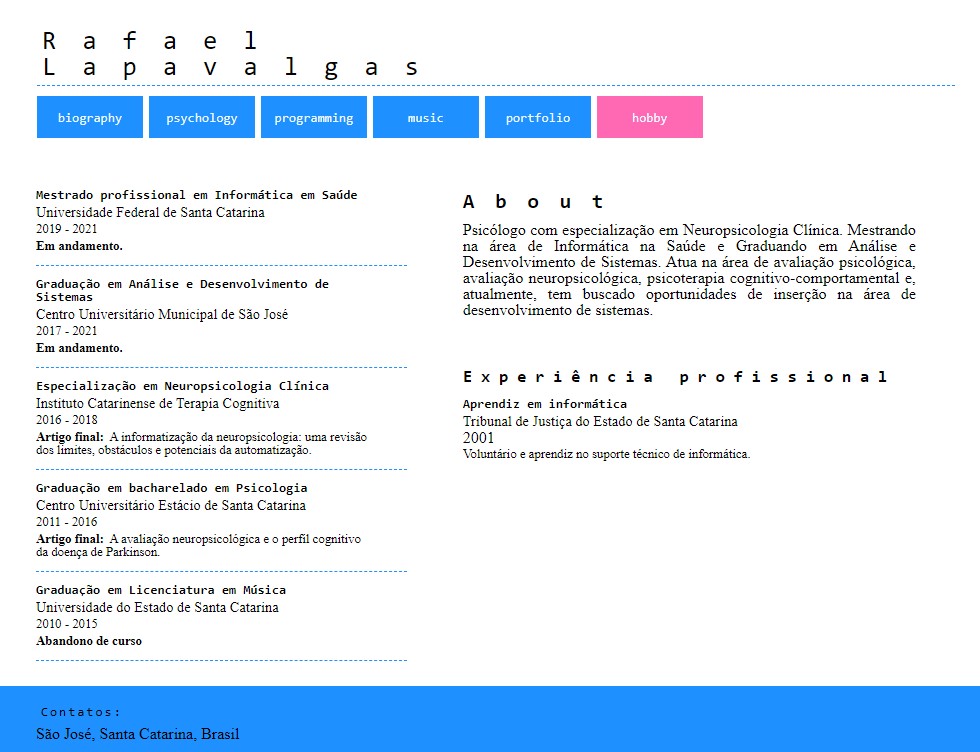 Rafael
Lapavalgas
biography psychology programming music portfolio hobby
Mestrado profissional em Informática em Saúde
Universidade Federal de Santa Catarina
2019 - 2021
Em andamento.
Graduação em Análise e Desenvolvimento de
Sistemas
Centro Universitário Municipal de São José
2017 - 2021
Em andamento.
Especialização em Neuropsicologia Clínica
Instituto Catarinense de Terapia Cognitiva
2016 - 2018
Artigo final: A informatização da neuropsicologia: uma revisão
dos limites, obstáculos e potenciais da automatização.
Graduação em bacharelado em Psicologia
Centro Universitário Estácio de Santa Catarina
2011 - 2016
Artigo final: A avaliação neuropsicológica e o perfil cognitivo
da doença de Parkinson.
Graduação em Licenciatura em Música
Universidade do Estado de Santa Catarina
2010 - 2015
Abandono de curso
About
Psicólogo com especialização em Neuropsicologia Clínica. Mestrando
na área de Informática na Saúde e Graduando em Análise e
Desenvolvimento de Sistemas. Atua na área de avaliação psicológica,
avaliação neuropsicológica, psicoterapia cognitivo-comportamental e,
atualmente, tem buscado oportunidades de inserção na área de
desenvolvimento de sistemas.
Experiência profissional
Aprendiz em informática
Tribunal de Justiça do Estado de Santa Catarina
2001
Voluntário e aprendiz no suporte técnico de informática.
Contatos:
São José, Santa Catarina, Brasil